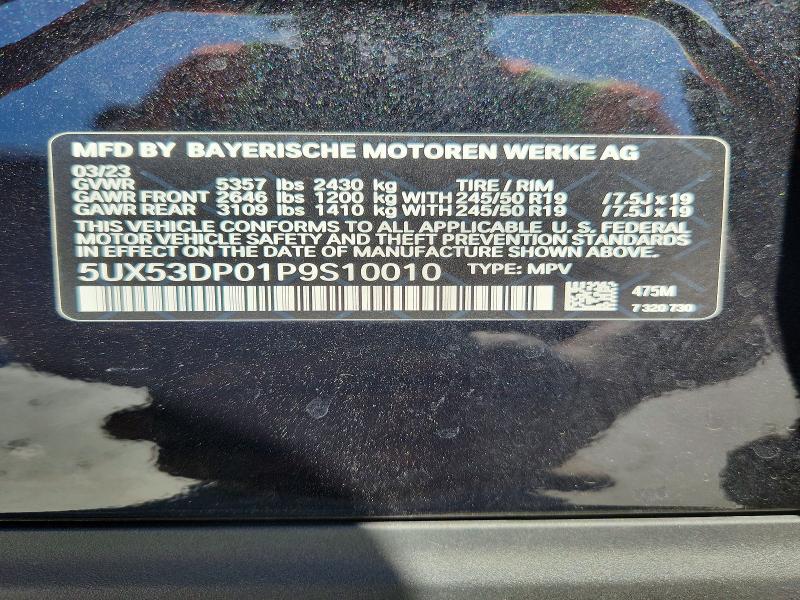 MFD BY BAYERISCHE MOTOREN WERKE AG
03/23
GVWR 5357 lbs 2430 kg TIRE / RIM
GAWR FRONT 2646 lbs 1200 kg WITH 245/50 R19 /7.5J x 19
GAWR REAR 3109 lbs 1410 kg WITH 245/50 R19 /7.5J x 19
THIS VEHICLE CONFORMS TO ALL APPLICABLE U. S. FEDERAL
MOTOR VEHICLE SAFETY AND THEFT PREVENTION STANDARDS
IN EFFECT ON THE DATE OF MANUFACTURE SHOWN ABOVE.
5UX53DP01P9S10010 TYPE: MPV
475M
7 320 730